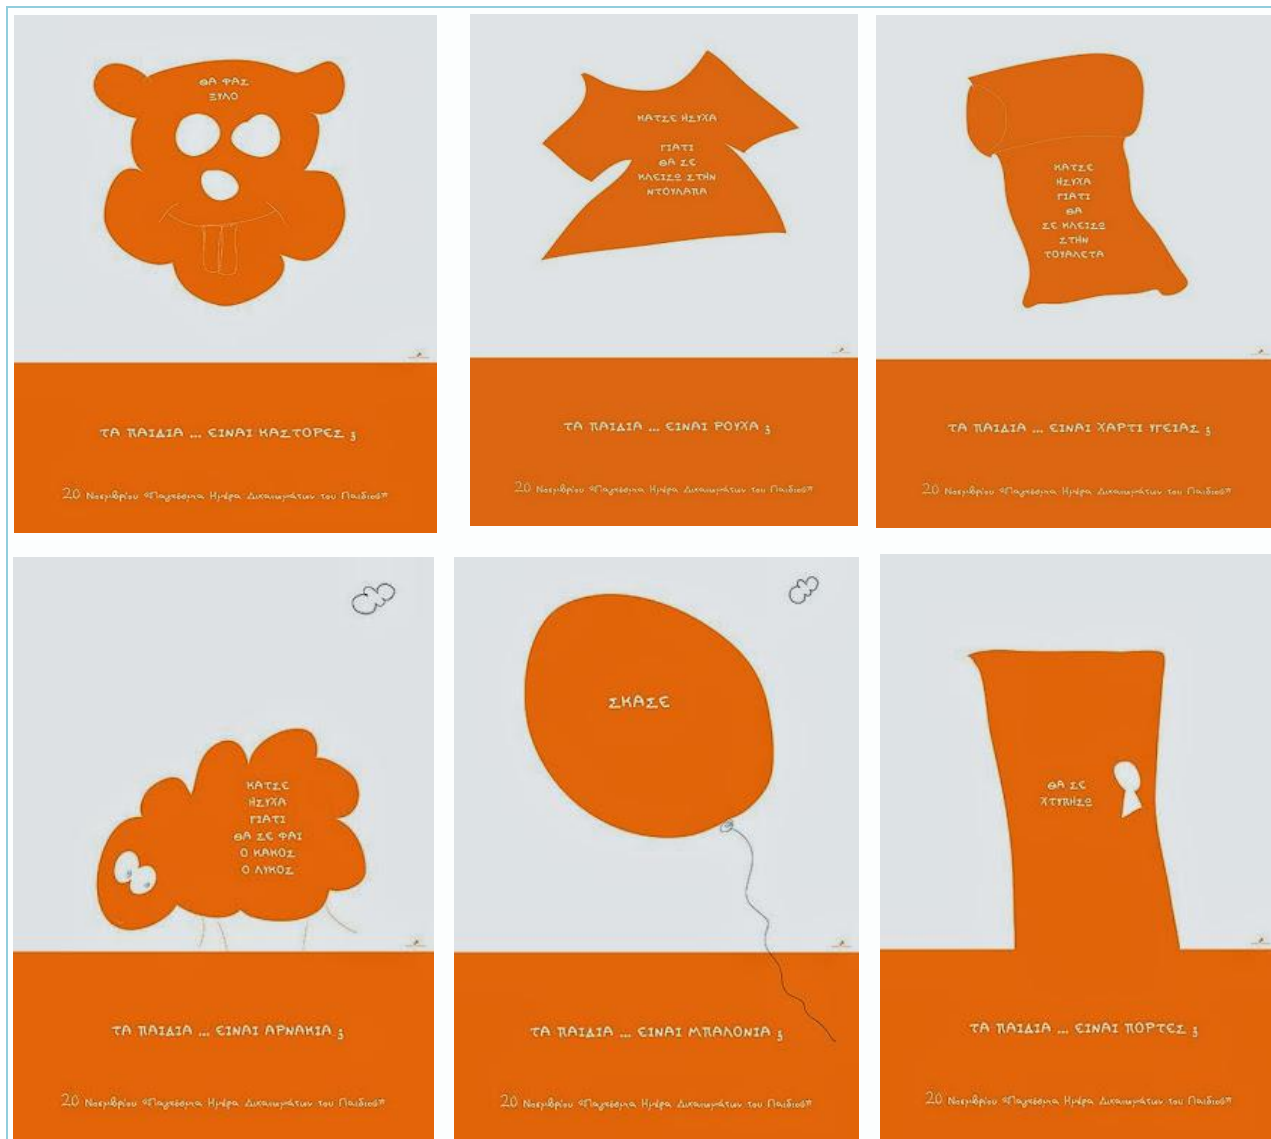 ΘΑ ΦΑΣ
ΞΥΛΟ
ΤΑ ΠΑΙΔΙΑ ... ΕΙΝΑΙ ΚΑΣΤΟΡΕΣ ;
20 Νοεμβρίου «Παγκόσμια Ημέρα Δικαιωμάτων του Παιδιού»
ΚΑΤΣΕ ΗΣΥΧΑ
ΓΙΑΤΙ
ΘΑ ΣΕ
ΚΛΕΙΣΩ ΣΤΗΝ
ΝΤΟΥΛΑΠΑ
ΤΑ ΠΑΙΔΙΑ ... ΕΙΝΑΙ ΡΟΥΧΑ ;
20 Νοεμβρίου «Παγκόσμια Ημέρα Δικαιωμάτων του Παιδιού»
ΚΑΤΣΕ
ΗΣΥΧΑ
ΓΙΑΤΙ
ΘΑ
ΣΕ ΚΛΕΙΣΩ
ΣΤΗΝ
ΤΟΥΑΛΕΤΑ
ΤΑ ΠΑΙΔΙΑ ... ΕΙΝΑΙ ΧΑΡΤΙ ΥΓΕΙΑΣ ;
20 Νοεμβρίου «Παγκόσμια Ημέρα Δικαιωμάτων του Παιδιού»
ΚΑΤΣΕ
ΗΣΥΧΑ
ΓΙΑΤΙ
ΘΑ ΣΕ ΦΑΙ
Ο ΚΑΚΟΣ
Ο ΛΥΚΟΣ
ΤΑ ΠΑΙΔΙΑ ... ΕΙΝΑΙ ΑΡΝΑΚΙΑ ;
20 Νοεμβρίου «Παγκόσμια Ημέρα Δικαιωμάτων του Παιδιού»
ΣΚΑΣΕ
ΤΑ ΠΑΙΔΙΑ ... ΕΙΝΑΙ ΜΠΑΛΟΝΙΑ ;
20 Νοεμβρίου «Παγκόσμια Ημέρα Δικαιωμάτων του Παιδιού»
ΘΑ ΣΕ
ΧΤΥΠΗΣΩ
ΤΑ ΠΑΙΔΙΑ ... ΕΙΝΑΙ ΠΟΡΤΕΣ ;
20 Νοεμβρίου «Παγκόσμια Ημέρα Δικαιωμάτων του Παιδιού»